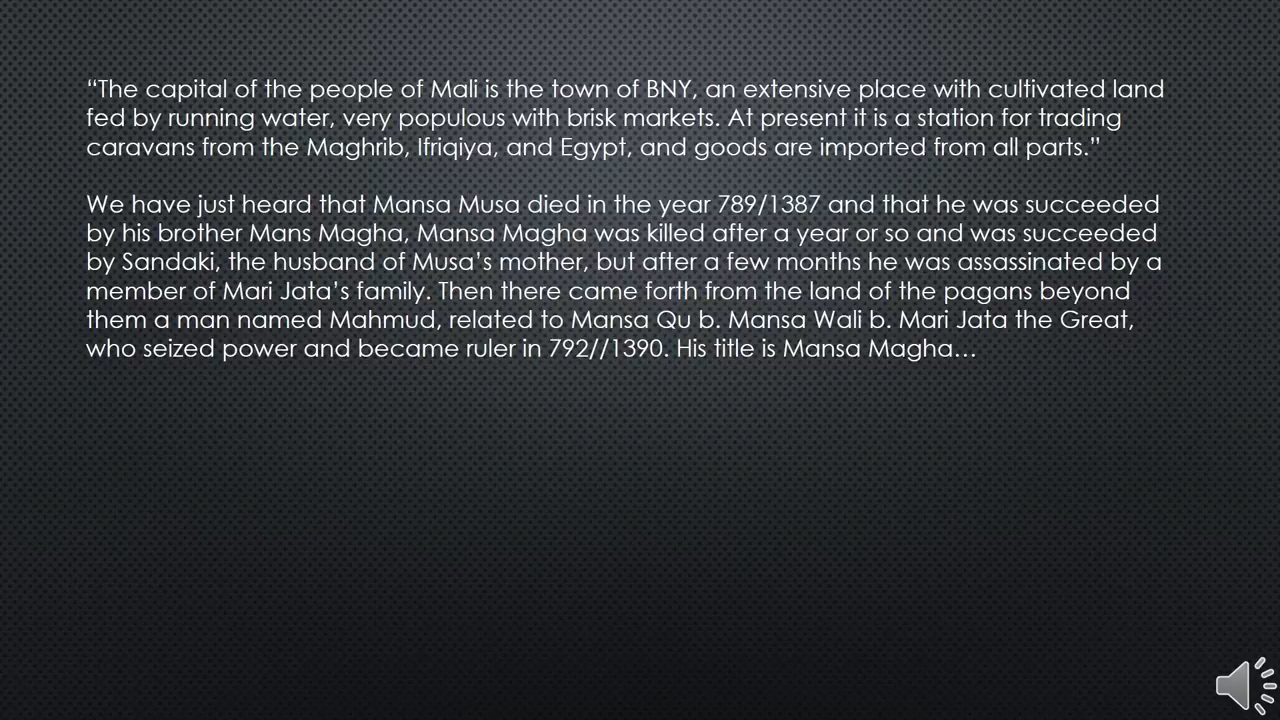 “The capital of the people of Mali is the town of BNY, an extensive place with cultivated land
fed by running water, very populous with brisk markets. At present it is a station for trading
caravans from the Maghrib, Ifriqiya, and Egypt, and goods are imported from all parts.”
We have just heard that Mansa Musa died in the year 789/1387 and that he was succeeded
by his brother Mans Magha, Mansa Magha was killed after a year or so and was succeeded
by Sandaki, the husband of Musa’s mother, but after a few months he was assassinated by a
member of Mari Jata’s family. Then there came forth from the land of the pagans beyond
them a man named Mahmud, related to Mansa Qu b. Mansa Wali b. Mari Jata the Great,
who seized power and became ruler in 792//1390. His title is Mansa Magha…